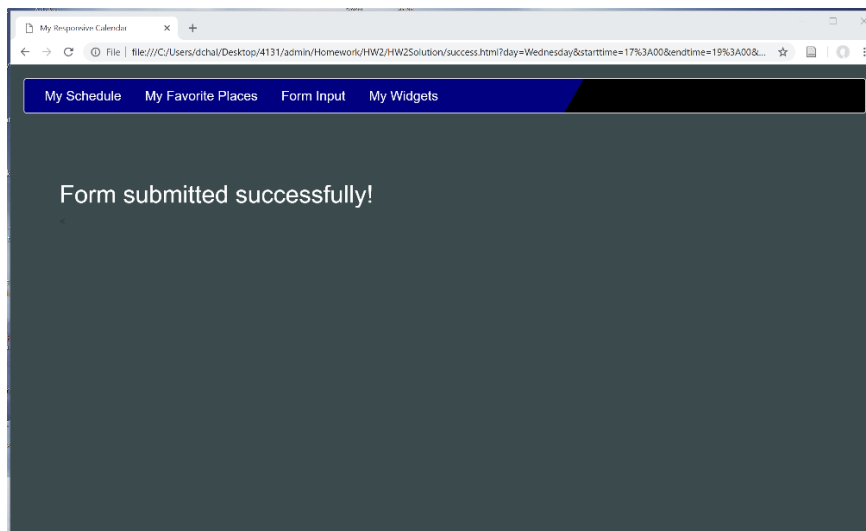 My Responsive Calendar
File | file:///C:/Users/dchal/Desktop/4131/admin/Homework/HW2/HW2Solution/success.html?day=Wednesday&starttime=17%3A00&endtime=19%3A00&...
My Schedule My Favorite Places Form Input My Widgets
Form submitted successfully!
<